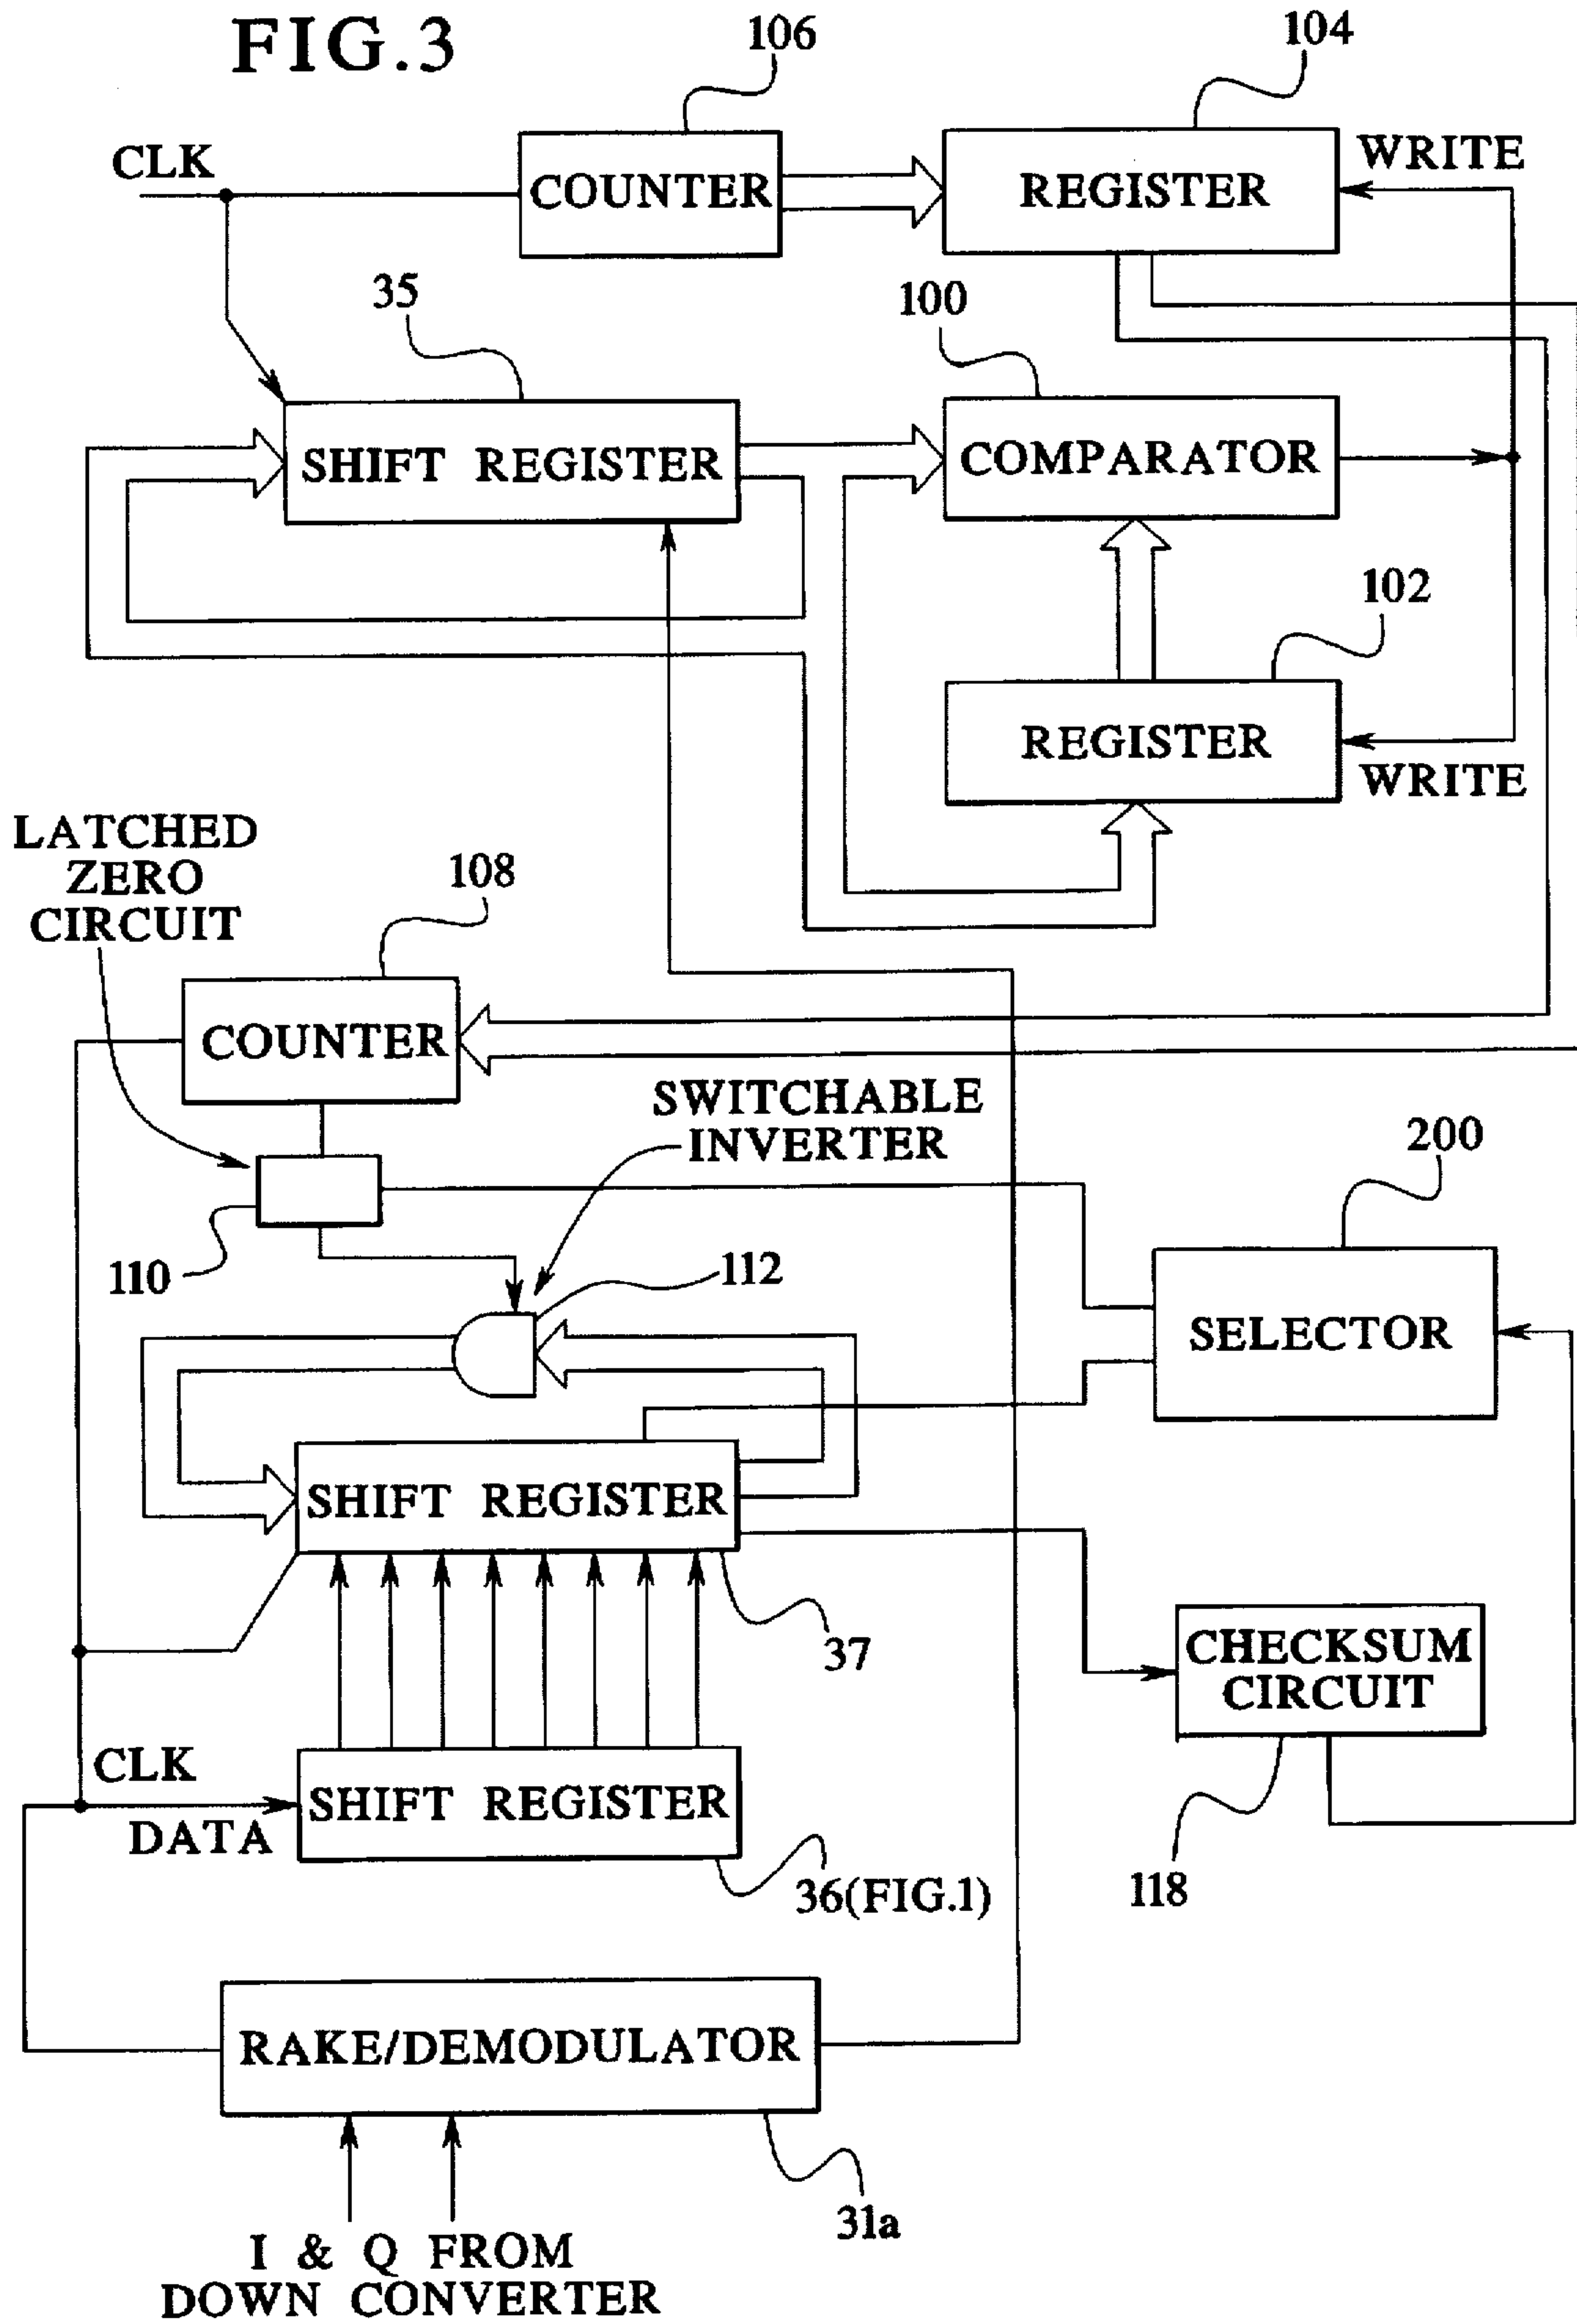 FIG.3
106
104
CLK
COUNTER
REGISTER
WRITE
35
100
SHIFT REGISTER
COMPARATOR
102
REGISTER
WRITE
LATCHED
ZERO
CIRCUIT
108
COUNTER
SWITCHABLE
INVERTER
200
110
112
SELECTOR
SHIFT REGISTER
37
CHECKSUM
CIRCUIT
CLK
DATA
SHIFT REGISTER
36(FIG.1)
118
RAKE/DEMODULATOR
31a
I & Q FROM
DOWN CONVERTER